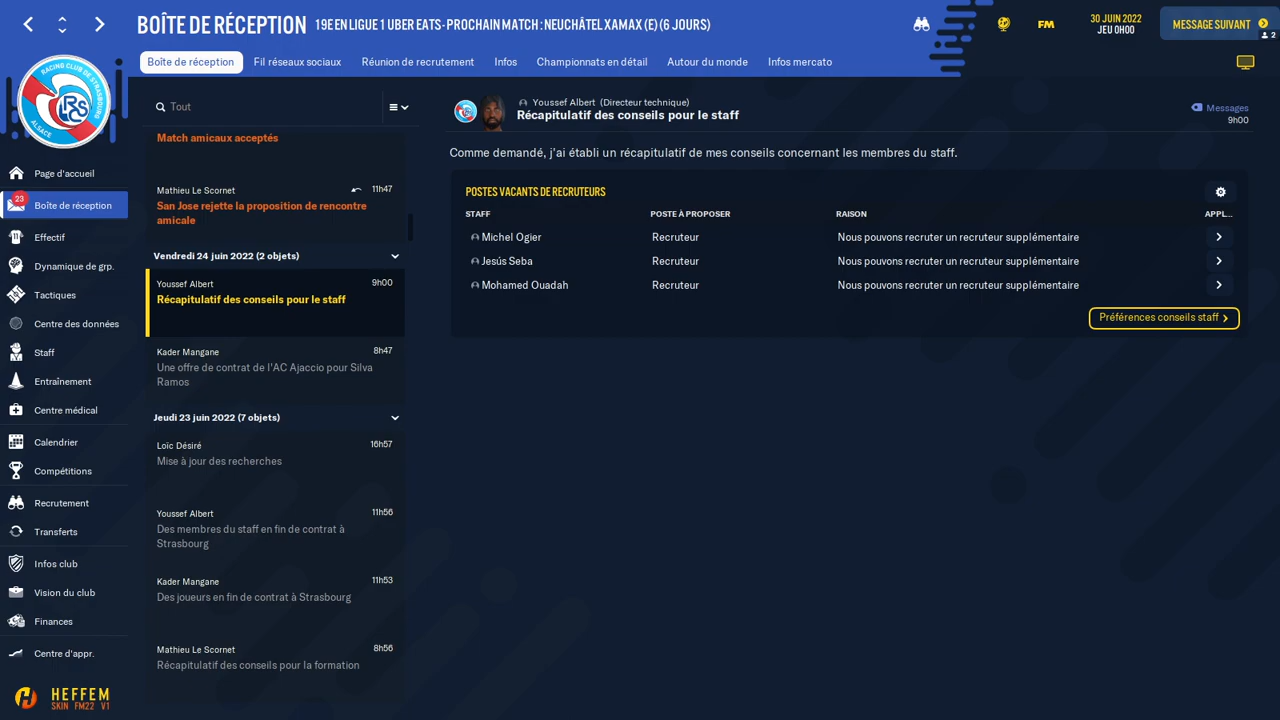 BOÎTE DE RÉCEPTION
19E EN LIGUE 1 UBER EATS - PROCHAIN MATCH : NEUCHÂTEL XAMAX (E) (6 JOURS)
FM
30 JUIN 2022
JEU 0H00
MESSAGE SUIVANT
2
Boîte de réception
Fil réseaux sociaux
Réunion de recrutement
Infos
Championnats en détail
Autour du monde
Infos mercato
RACING CLUB DE STRASBOURG
RCS
ALSACE
Page d'accueil
23
Boîte de réception
Effectif
Dynamique de grp.
Tactiques
Centre des données
Staff
Entraînement
Centre médical
Calendrier
Compétitions
Recrutement
Transferts
Infos club
Vision du club
Finances
Centre d'appr.
HEFFEM
SKIN FM22 V1
Tout
Match amicaux acceptés
Mathieu Le Scornet 11h47
San Jose rejette la proposition de rencontre
amicale
Vendredi 24 juin 2022 (2 objets)
Youssef Albert 9h00
Récapitulatif des conseils pour le staff
Kader Mangane 8h47
Une offre de contrat de l'AC Ajaccio pour Silva
Ramos
Jeudi 23 juin 2022 (7 objets)
Loïc Désiré 16h57
Mise à jour des recherches
Youssef Albert 11h56
Des membres du staff en fin de contrat à
Strasbourg
Kader Mangane 11h53
Des joueurs en fin de contrat à Strasbourg
Mathieu Le Scornet 8h56
Récapitulatif des conseils pour la formation
Youssef Albert (Directeur technique)
Récapitulatif des conseils pour le staff
Messages
9h00
Comme demandé, j'ai établi un récapitulatif de mes conseils concernant les membres du staff.
POSTES VACANTS DE RECRUTEURS
STAFF POSTE À PROPOSER RAISON APPL...
Michel Ogier Recruteur Nous pouvons recruter un recruteur supplémentaire
Jesús Seba Recruteur Nous pouvons recruter un recruteur supplémentaire
Mohamed Ouadah Recruteur Nous pouvons recruter un recruteur supplémentaire
Préférences conseils staff